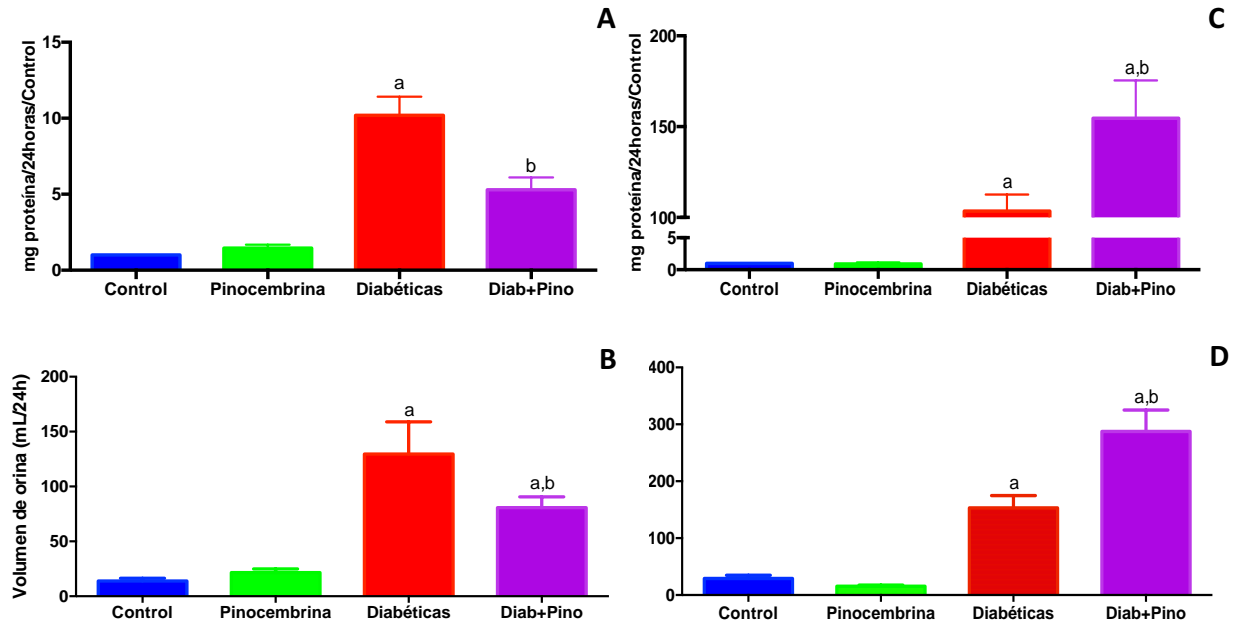 A
mg proteína/24horas/Control
15
10
5
0
a
b
Control Pinocembrina Diabéticas Diab+Pino
C
mg proteína/24horas/Control
200
150
100
5
0
a
a,b
Control Pinocembrina Diabéticas Diab+Pino
B
Volumen de orina (mL/24h)
200
150
100
50
0
a
a,b
Control Pinocembrina Diabéticas Diab+Pino
D
400
300
200
100
0
a
a,b
Control Pinocembrina Diabéticas Diab+Pino